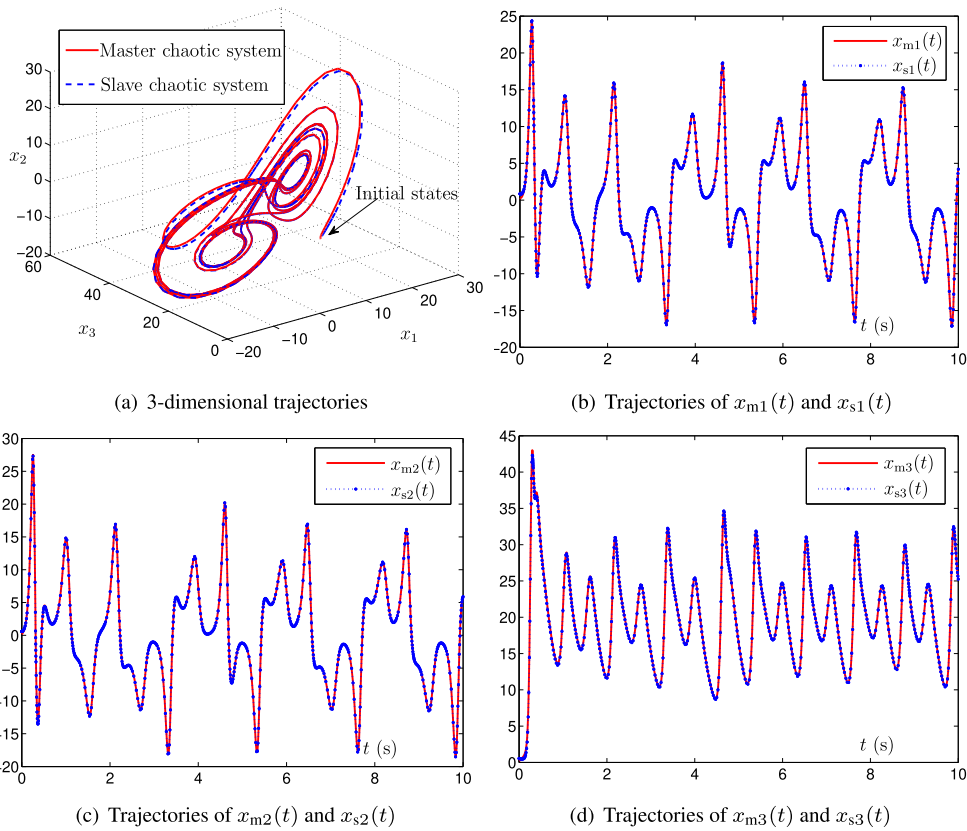 Master chaotic system
Slave chaotic system
30
20
10
0
−10
−20
x2
Initial states
60
40
20
0
x3
−20
−10
0
10
20
30
x1
(a) 3-dimensional trajectories
25
20
15
10
5
0
−5
−10
−15
−20
xm1(t)
xs1(t)
t (s)
0 2 4 6 8 10
(b) Trajectories of xm1(t) and xs1(t)
30
25
20
15
10
5
0
−5
−10
−15
−20
xm2(t)
xs2(t)
t (s)
0 2 4 6 8 10
(c) Trajectories of xm2(t) and xs2(t)
45
40
35
30
25
20
15
10
5
0
xm3(t)
xs3(t)
t (s)
0 2 4 6 8 10
(d) Trajectories of xm3(t) and xs3(t)